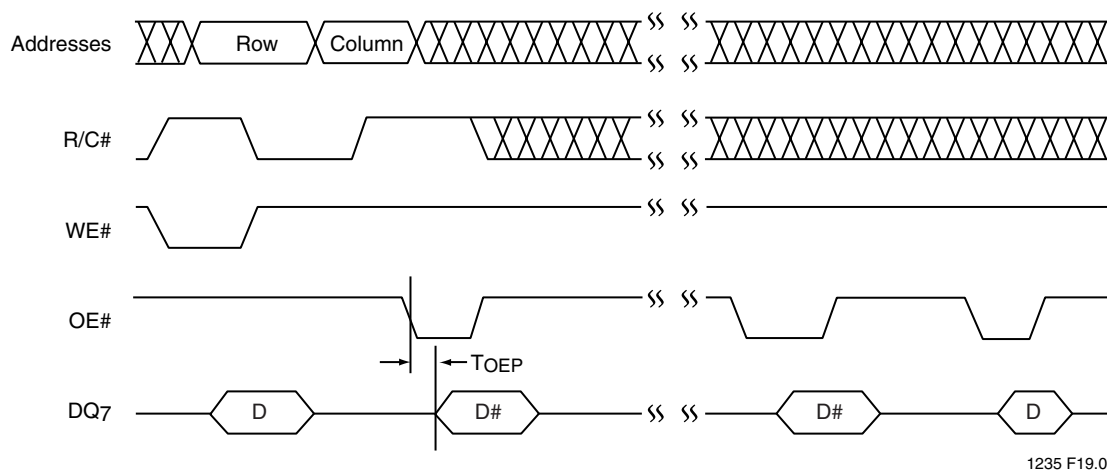 Addresses
Row
Column
R/C#
WE#
OE#
TOEP
DQ7
D
D#
D#
D
1235 F19.0